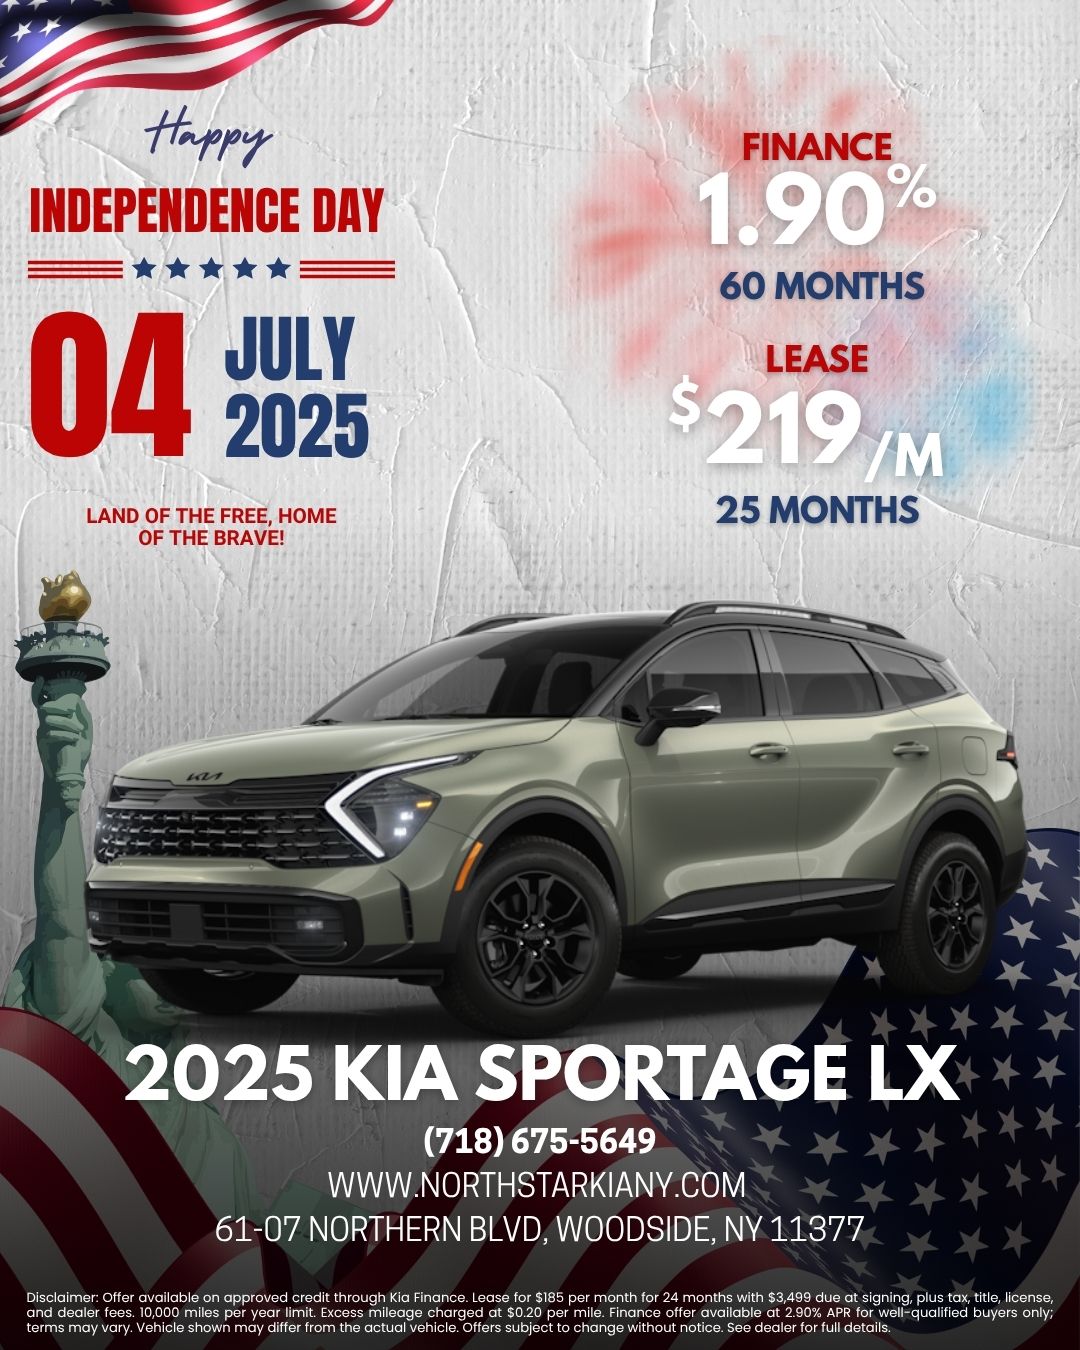 Happy
INDEPENDENCE DAY
04 JULY
2025
LAND OF THE FREE, HOME
OF THE BRAVE!
FINANCE
1.90%
60 MONTHS
LEASE
$219/M
25 MONTHS
KIA
2025 KIA SPORTAGE LX
(718) 675-5649
WWW.NORTHSTARKIANY.COM
61-07 NORTHERN BLVD, WOODSIDE, NY 11377
Disclaimer: Offer available on approved credit through Kia Finance. Lease for $185 per month for 24 months with $3,499 due at signing, plus tax, title, license,
and dealer fees. 10,000 miles per year limit. Excess mileage charged at $0.20 per mile. Finance offer available at 2.90% APR for well-qualified buyers only;
terms may vary. Vehicle shown may differ from the actual vehicle. Offers subject to change without notice. See dealer for full details.